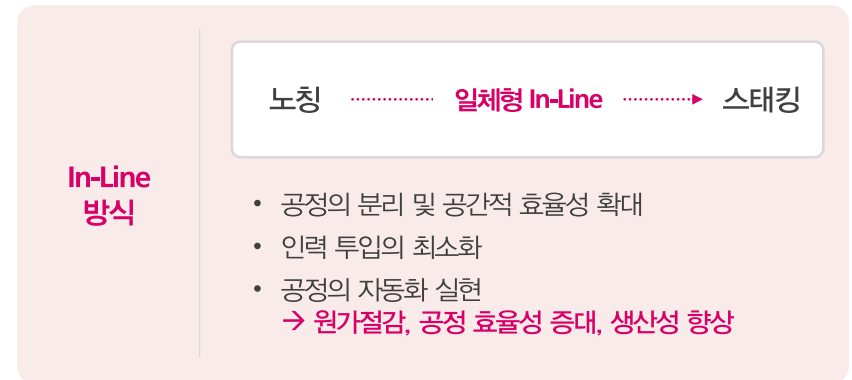 노칭 일체형 In-Line 스태킹
In-Line
방식
• 공정의 분리 및 공간적 효율성 확대
• 인력 투입의 최소화
• 공정의 자동화 실현
→ 원가절감, 공정 효율성 증대, 생산성 향상